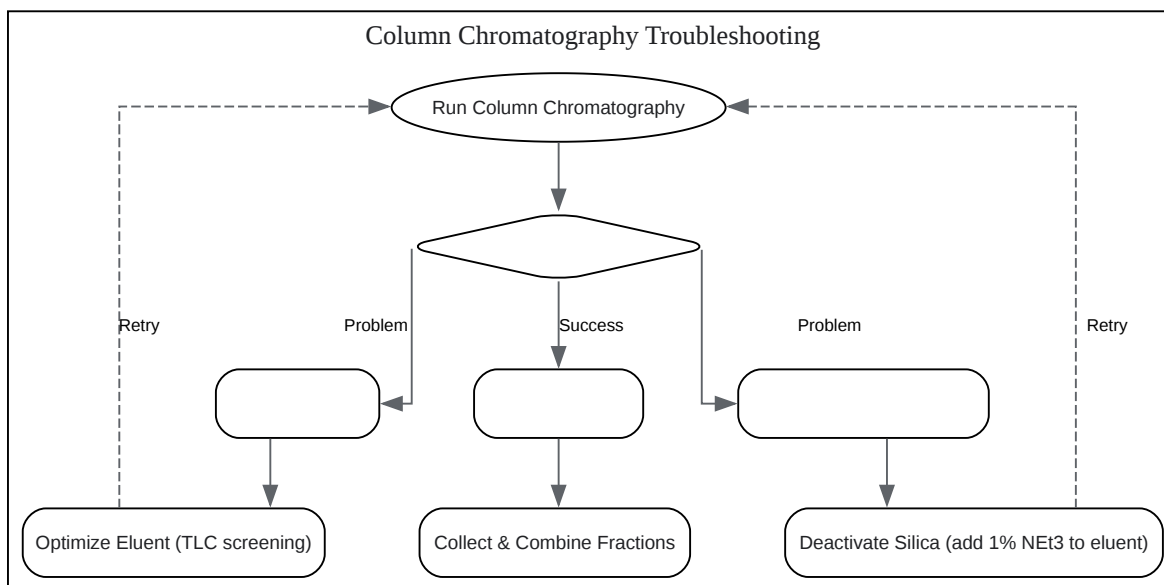 Column Chromatography Troubleshooting
Run Column Chromatography
Retry
Problem
Success
Problem
Retry
Optimize Eluent (TLC screening)
Collect & Combine Fractions
Deactivate Silica (add 1% NEt3 to eluent)